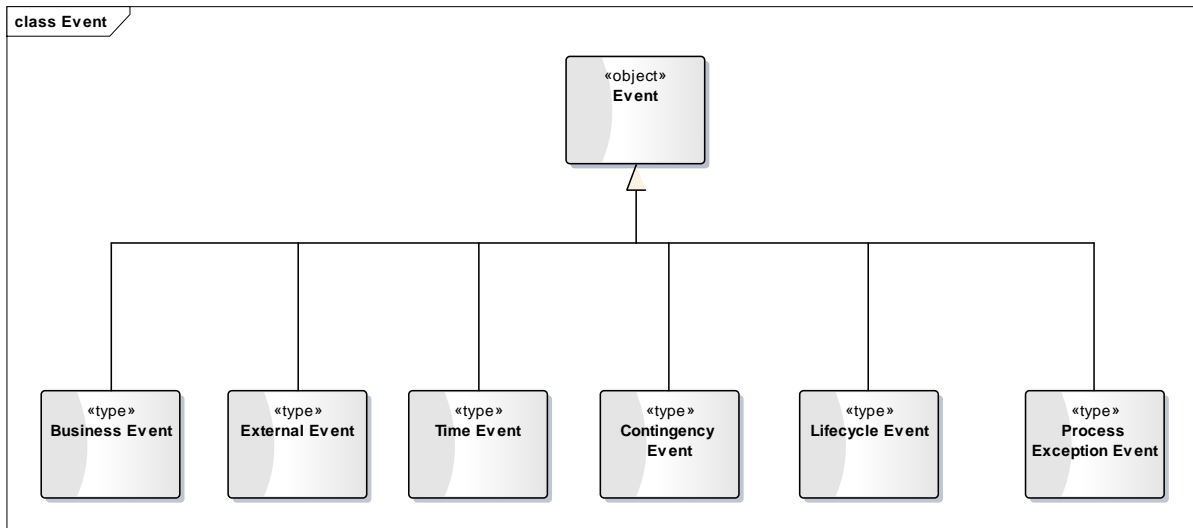 class Event
«object»
Event
«type»
Business Event
«type»
External Event
«type»
Time Event
«type»
Contingency
Event
«type»
Lifecycle Event
«type»
Process
Exception Event